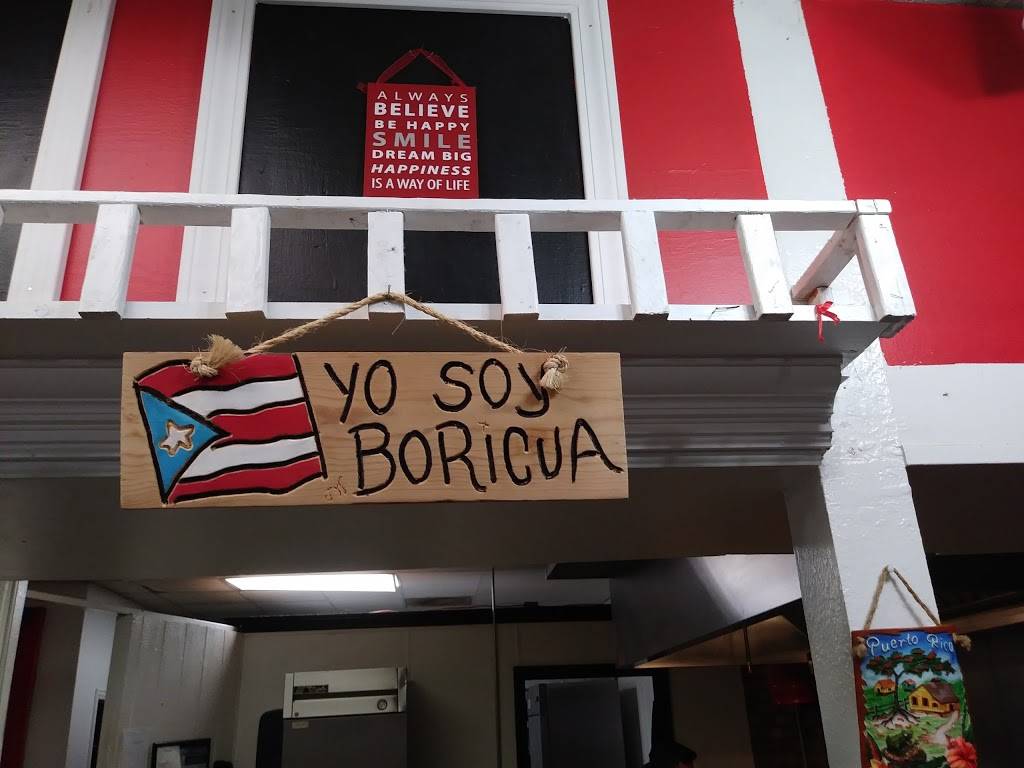 ALWAYS
BELIEVE
BE HAPPY
SMILE
DREAM BIG
HAPPINESS
IS A WAY OF LIFE
YO SOY
BORICUA
Puerto Rico